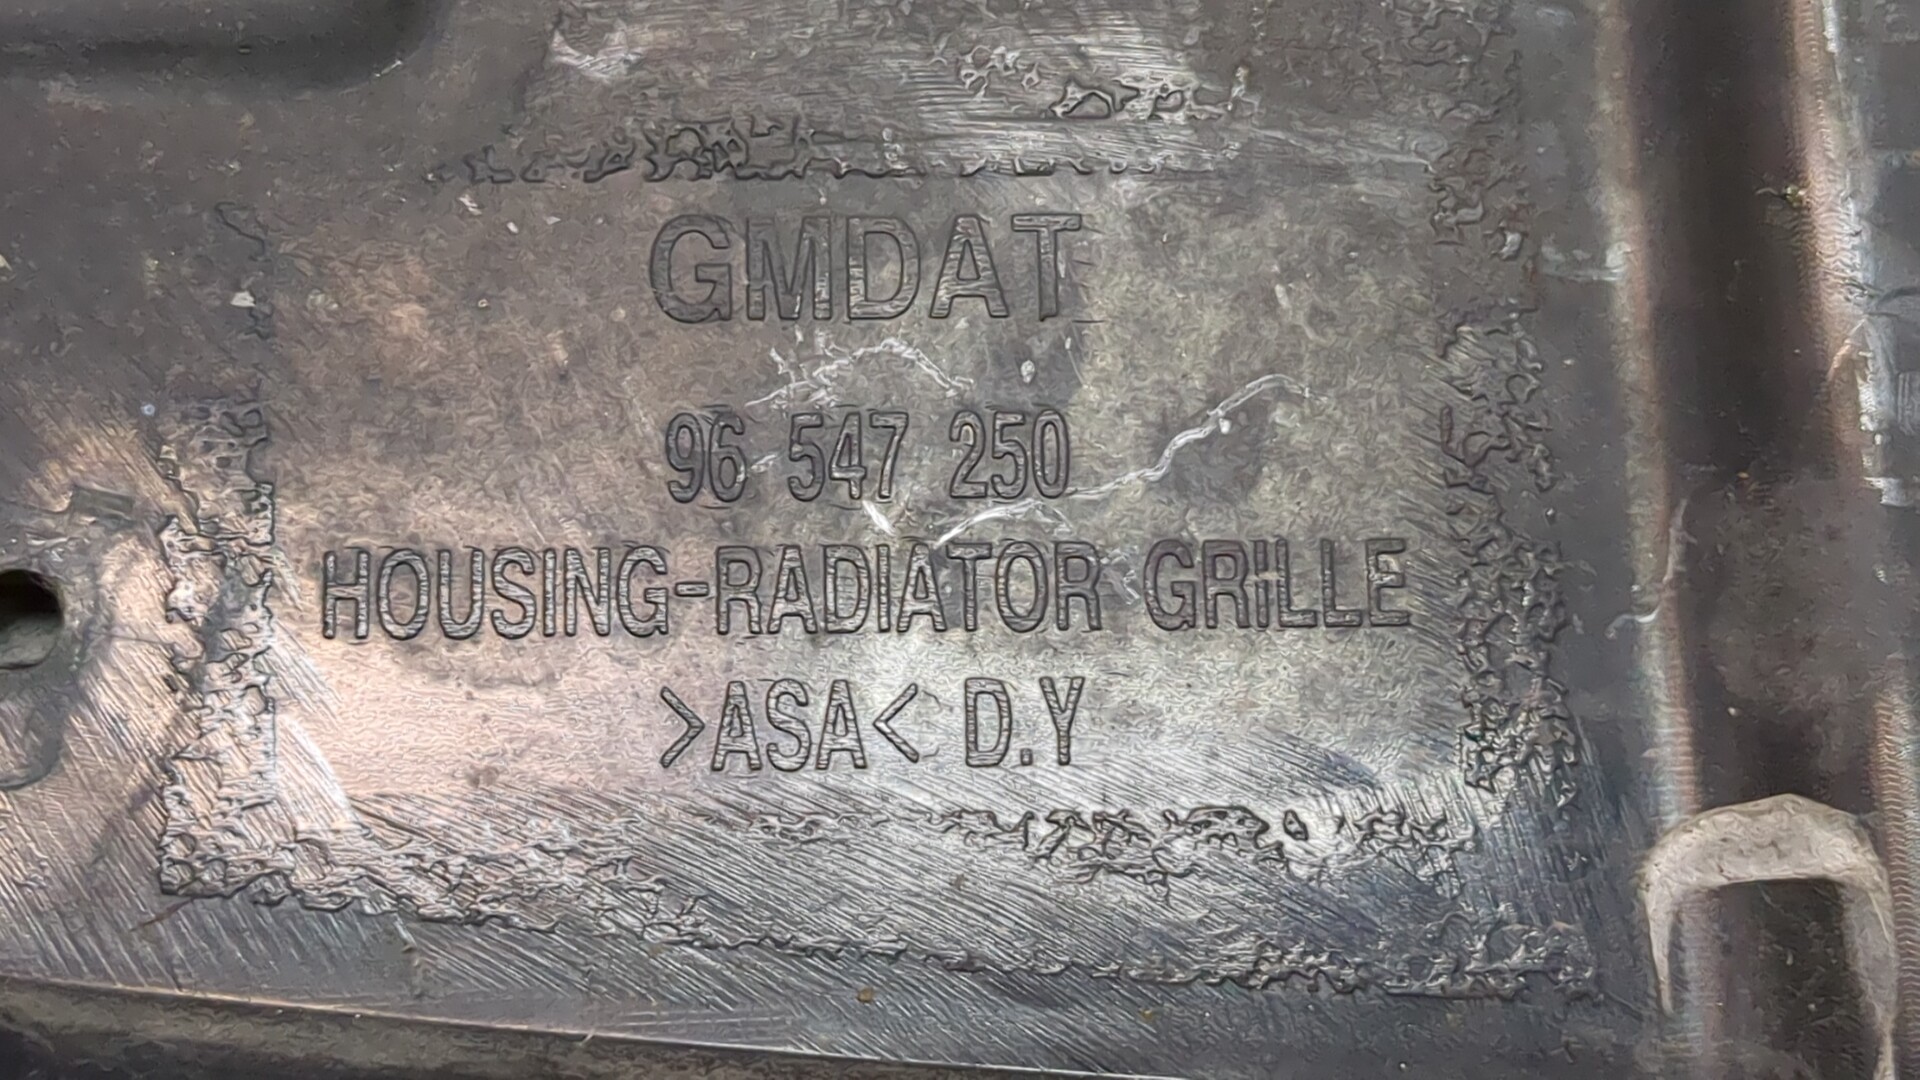 GMDAT
96 547 250
HOUSING-RADIATOR GRILLE
>ASA< D.Y